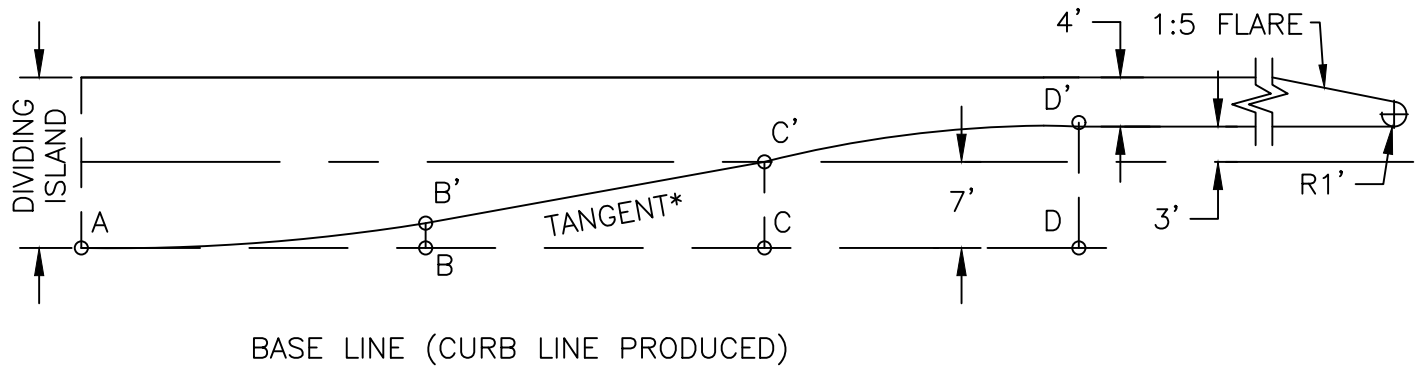 4'
1:5 FLARE
DIVIDING
ISLAND
D'
C'
B'
A
TANGENT*
7'
R1'
3'
C
D
B
BASE LINE (CURB LINE PRODUCED)